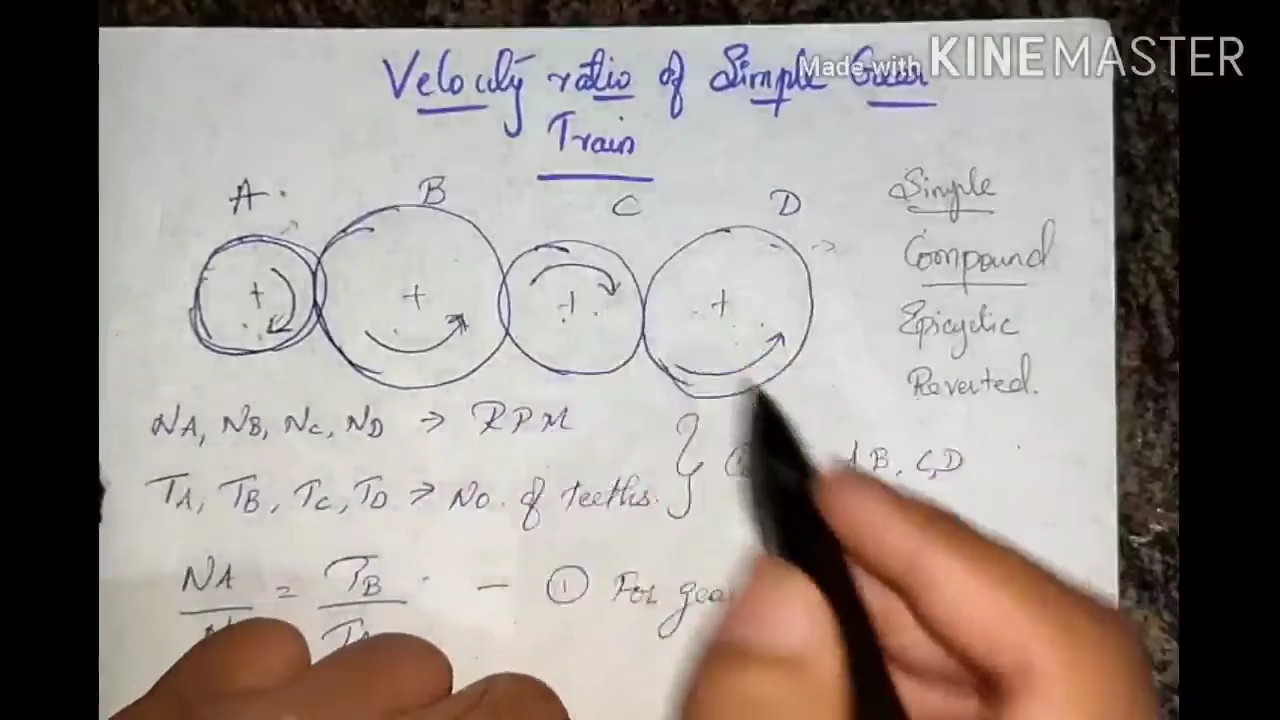 Made with KINEMASTER
Velocity ratio of Simple Gear
Train
A. B C D
Simple
Compound
Epicyclic
Reverted.
NA, NB, NC, ND → RPM
TA, TB, TC, TD → No. of teeths. } B, C, D
NA = TB - ① For
TA